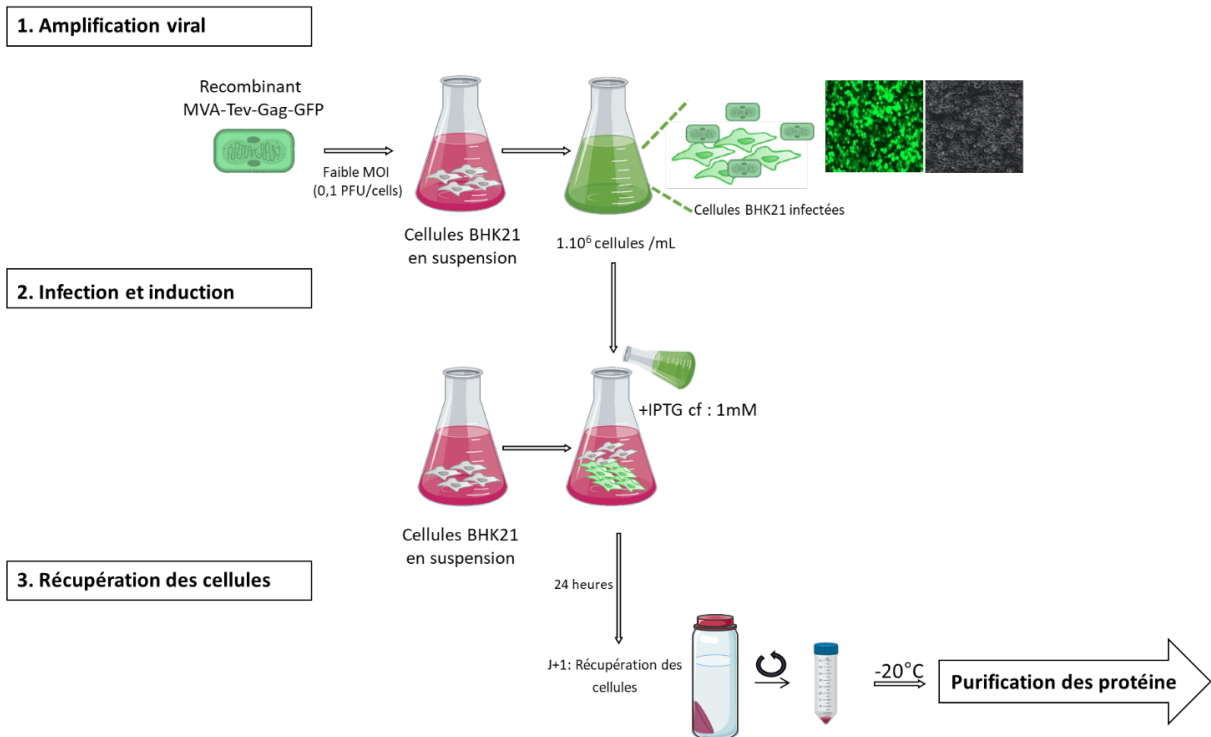 1. Amplification viral
Recombinant
MVA-Tev-Gag-GFP
Faible MOI
(0,1 PFU/cells)
Cellules BHK21
en suspension
1.10⁶ cellules /mL
Cellules BHK21 infectées
2. Infection et induction
+IPTG cf : 1mM
Cellules BHK21
en suspension
3. Récupération des cellules
24 heures
J+1: Récupération des
cellules
-20°C
Purification des protéine